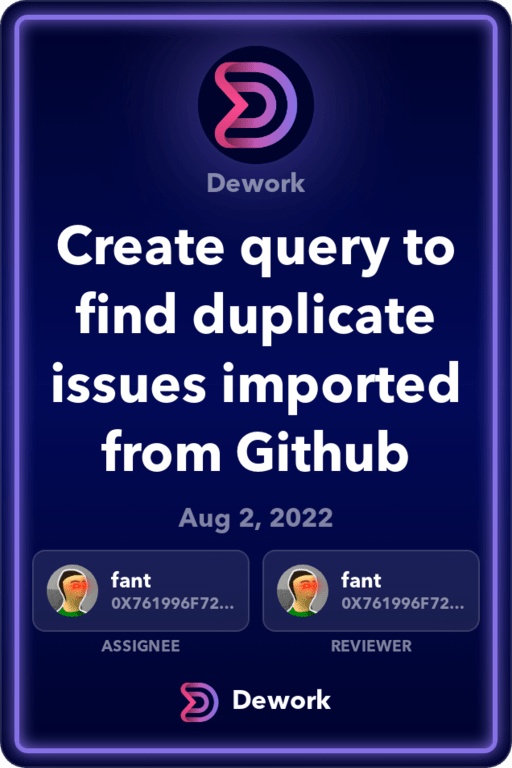 Dework
Create query to
find duplicate
issues imported
from Github
Aug 2, 2022
fant
0X761996F72...
ASSIGNEE
fant
0X761996F72...
REVIEWER
Dework